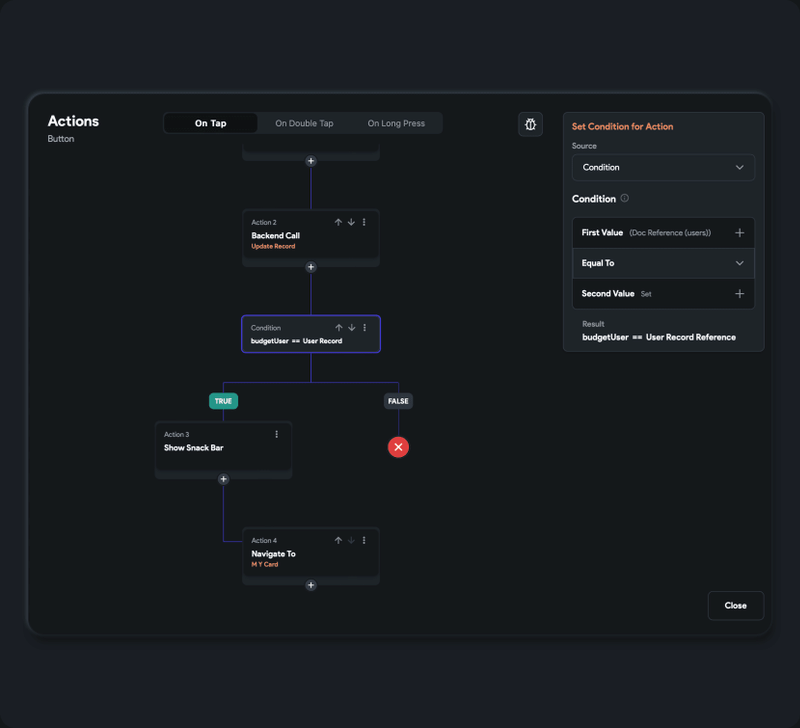 Actions
Button
On Tap
On Double Tap
On Long Press
Action 2
Backend Call
Update Record
Condition
budgetUser == User Record
TRUE
FALSE
Action 3
Show Snack Bar
Action 4
Navigate To
M Y Card
Set Condition for Action
Source
Condition
Condition
First Value (Doc Reference (users))
Equal To
Second Value Set
Result
budgetUser == User Record Reference
Close